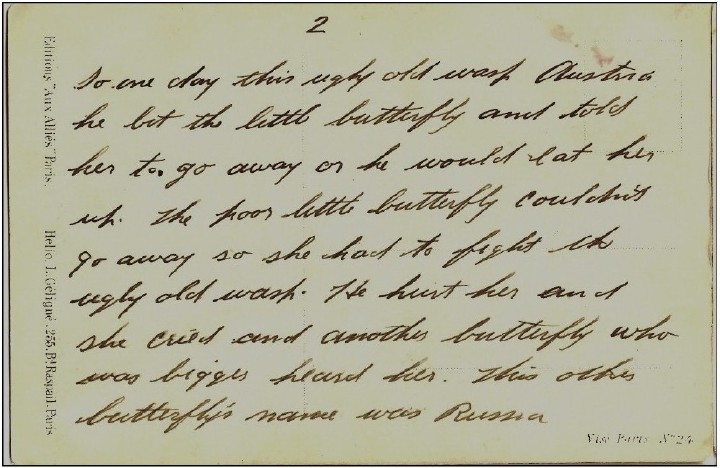 2
So one day this ugly old wasp Austria
he bit the little butterfly and told
her to go away or he would eat her
up. The poor little butterfly couldn't
go away so she had to fight the
ugly old wasp. He hurt her and
she cried and another butterfly who
was bigger heard her. This other
butterfly's name was Russia
Editions "Aux Alliés" Paris.
Helio. L. Géligné. 255. Bd Raspail-Paris
Visé Paris. No 24